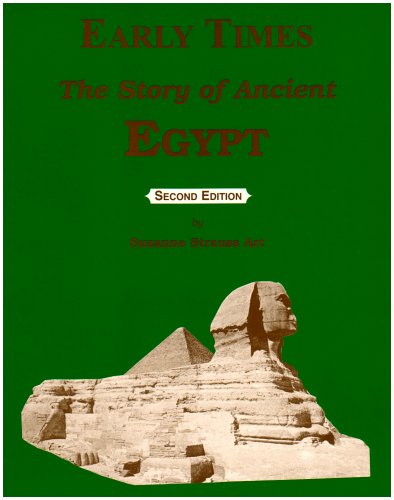 EARLY TIMES
The Story of Ancient
EGYPT
SECOND EDITION
by
Suzanne Strauss Art